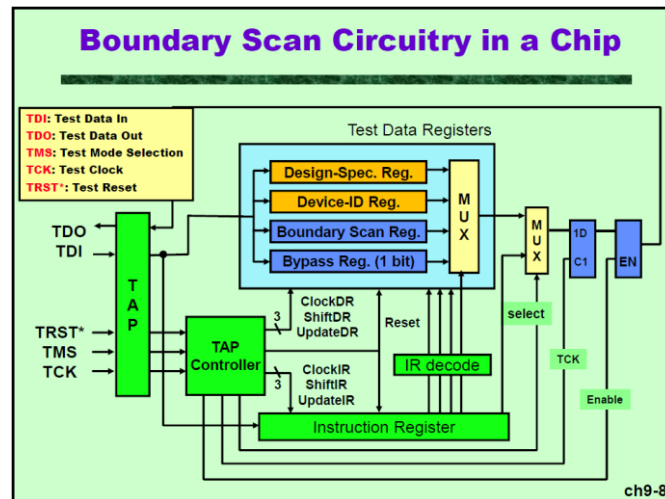 Boundary Scan Circuitry in a Chip
TDI: Test Data In
TDO: Test Data Out
TMS: Test Mode Selection
TCK: Test Clock
TRST*: Test Reset
Test Data Registers
Design-Spec. Reg.
Device-ID Reg.
Boundary Scan Reg.
Bypass Reg. (1 bit)
MUX
MUX
1D
C1
EN
TDO
TDI
TAP
TRST*
TMS
TCK
TAP
Controller
3
ClockDR
ShiftDR
UpdateDR
Reset
select
TCK
Enable
IR decode
3
ClockIR
ShiftIR
UpdateIR
Instruction Register
ch9-8